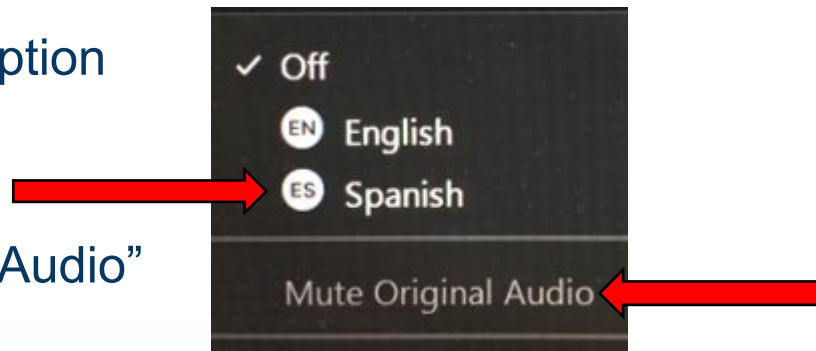 ption
Audio”
✓ Off
EN English
ES Spanish
Mute Original Audio